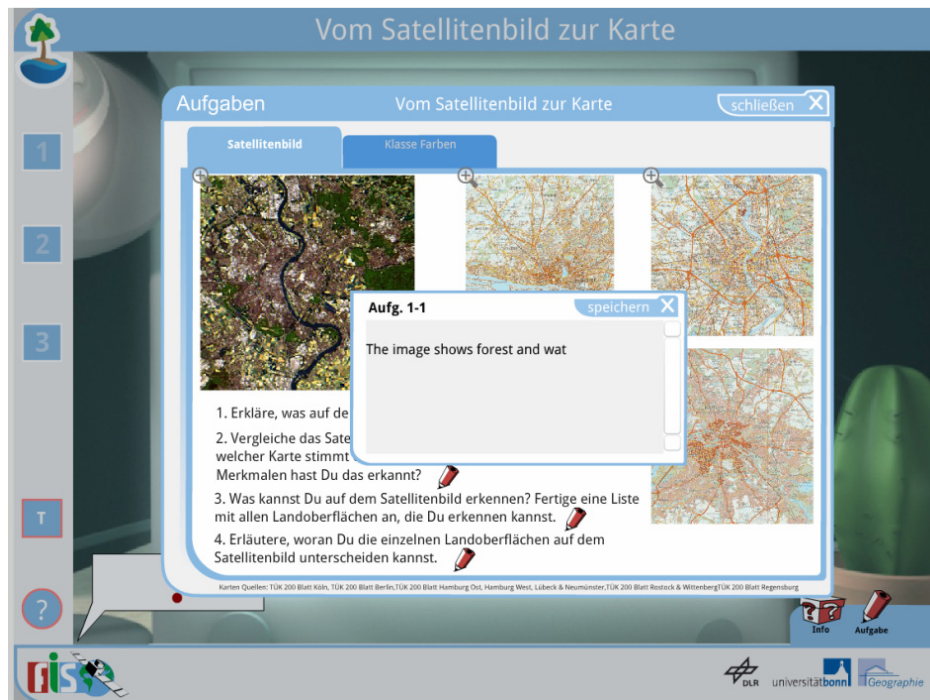 Vom Satellitenbild zur Karte
Aufgaben
Vom Satellitenbild zur Karte
schließen X
Satellitenbild
Klasse Farben
1
2
3
T
?
Aufg. 1-1
speichern X
The image shows forest and wat
1. Erkläre, was auf de
2. Vergleiche das Sate
welcher Karte stimmt
Merkmalen hast Du das erkannt?
3. Was kannst Du auf dem Satellitenbild erkennen? Fertige eine Liste
mit allen Landoberflächen an, die Du erkennen kannst.
4. Erläutere, woran Du die einzelnen Landoberflächen auf dem
Satellitenbild unterscheiden kannst.
Karten Quellen: TÜK 200 Blatt Köln, TÜK 200 Blatt Berlin,TÜK 200 Blatt Hamburg Ost, Hamburg West, Lübeck & Neumünster,TÜK 200 Blatt Rostock & WittenbergTÜK 200 Blatt Regensburg
Info
Aufgabe
fis
DLR
universitätbonn
Geographie